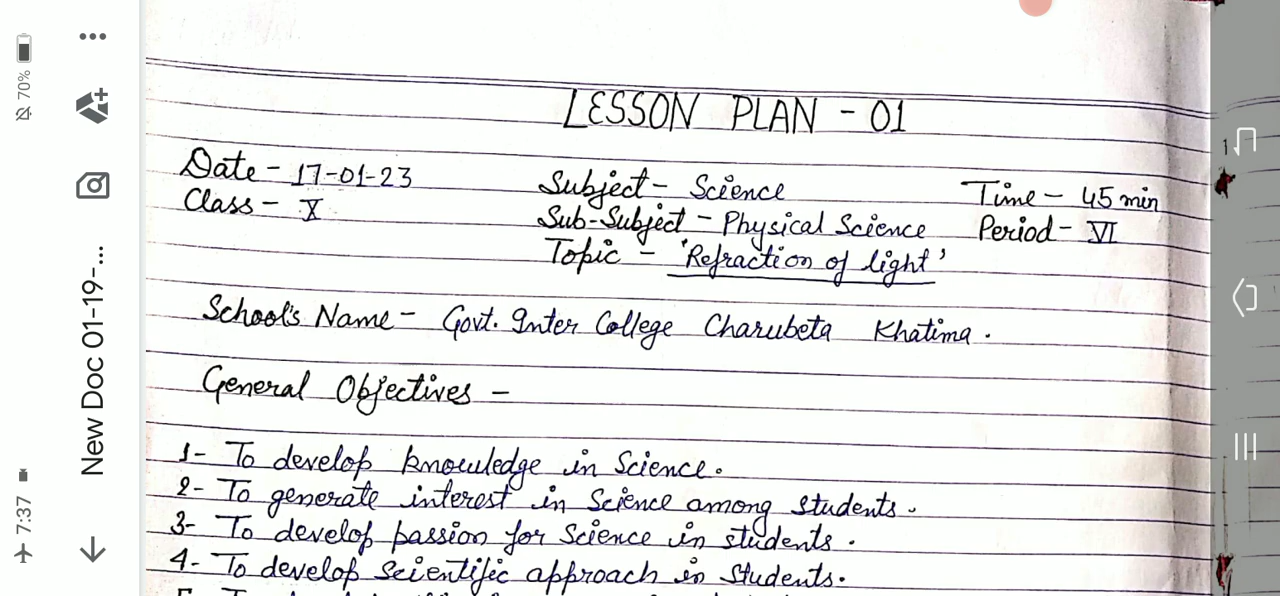 LESSON PLAN - 01
Date - 17-01-23
Class - X
Subject - Science
Sub-Subject - Physical Science
Topic - 'Refraction of light'
Time - 45 min
Period - VI
School's Name - Govt. Inter College Charubeta Khatima.
General Objectives -
1- To develop knowledge in Science.
2- To generate interest in Science among students.
3- To develop passion for Science in students.
4- To develop scientific approach in students.
7:37
70%
New Doc 01-19-...